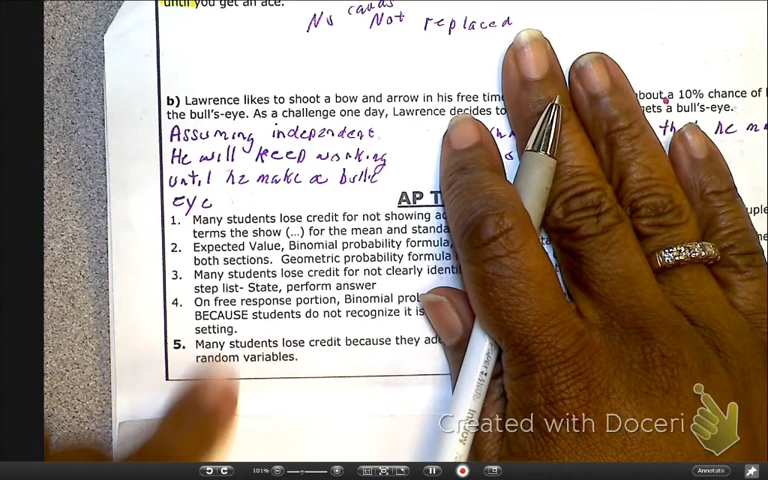 until you get an ace.
No cards Not replaced
b) Lawrence likes to shoot a bow and arrow in his free time about a 10% chance of
the bull's-eye. As a challenge one day, Lawrence decides to gets a bull's-eye.
Assuming independent. he
He will keep working
until he make a bulls
eye
AP T
1. Many students lose credit for not showing
terms the show (...) for the mean and
2. Expected Value, Binomial probability formula,
both sections. Geometric probability formula
3. Many students lose credit for not clearly
step list- State, perform answer
4. On free response portion, Binomial
BECAUSE students do not recognize it is
setting.
5. Many students lose credit because they
random variables.
Created with Doceri
101%
Annotate